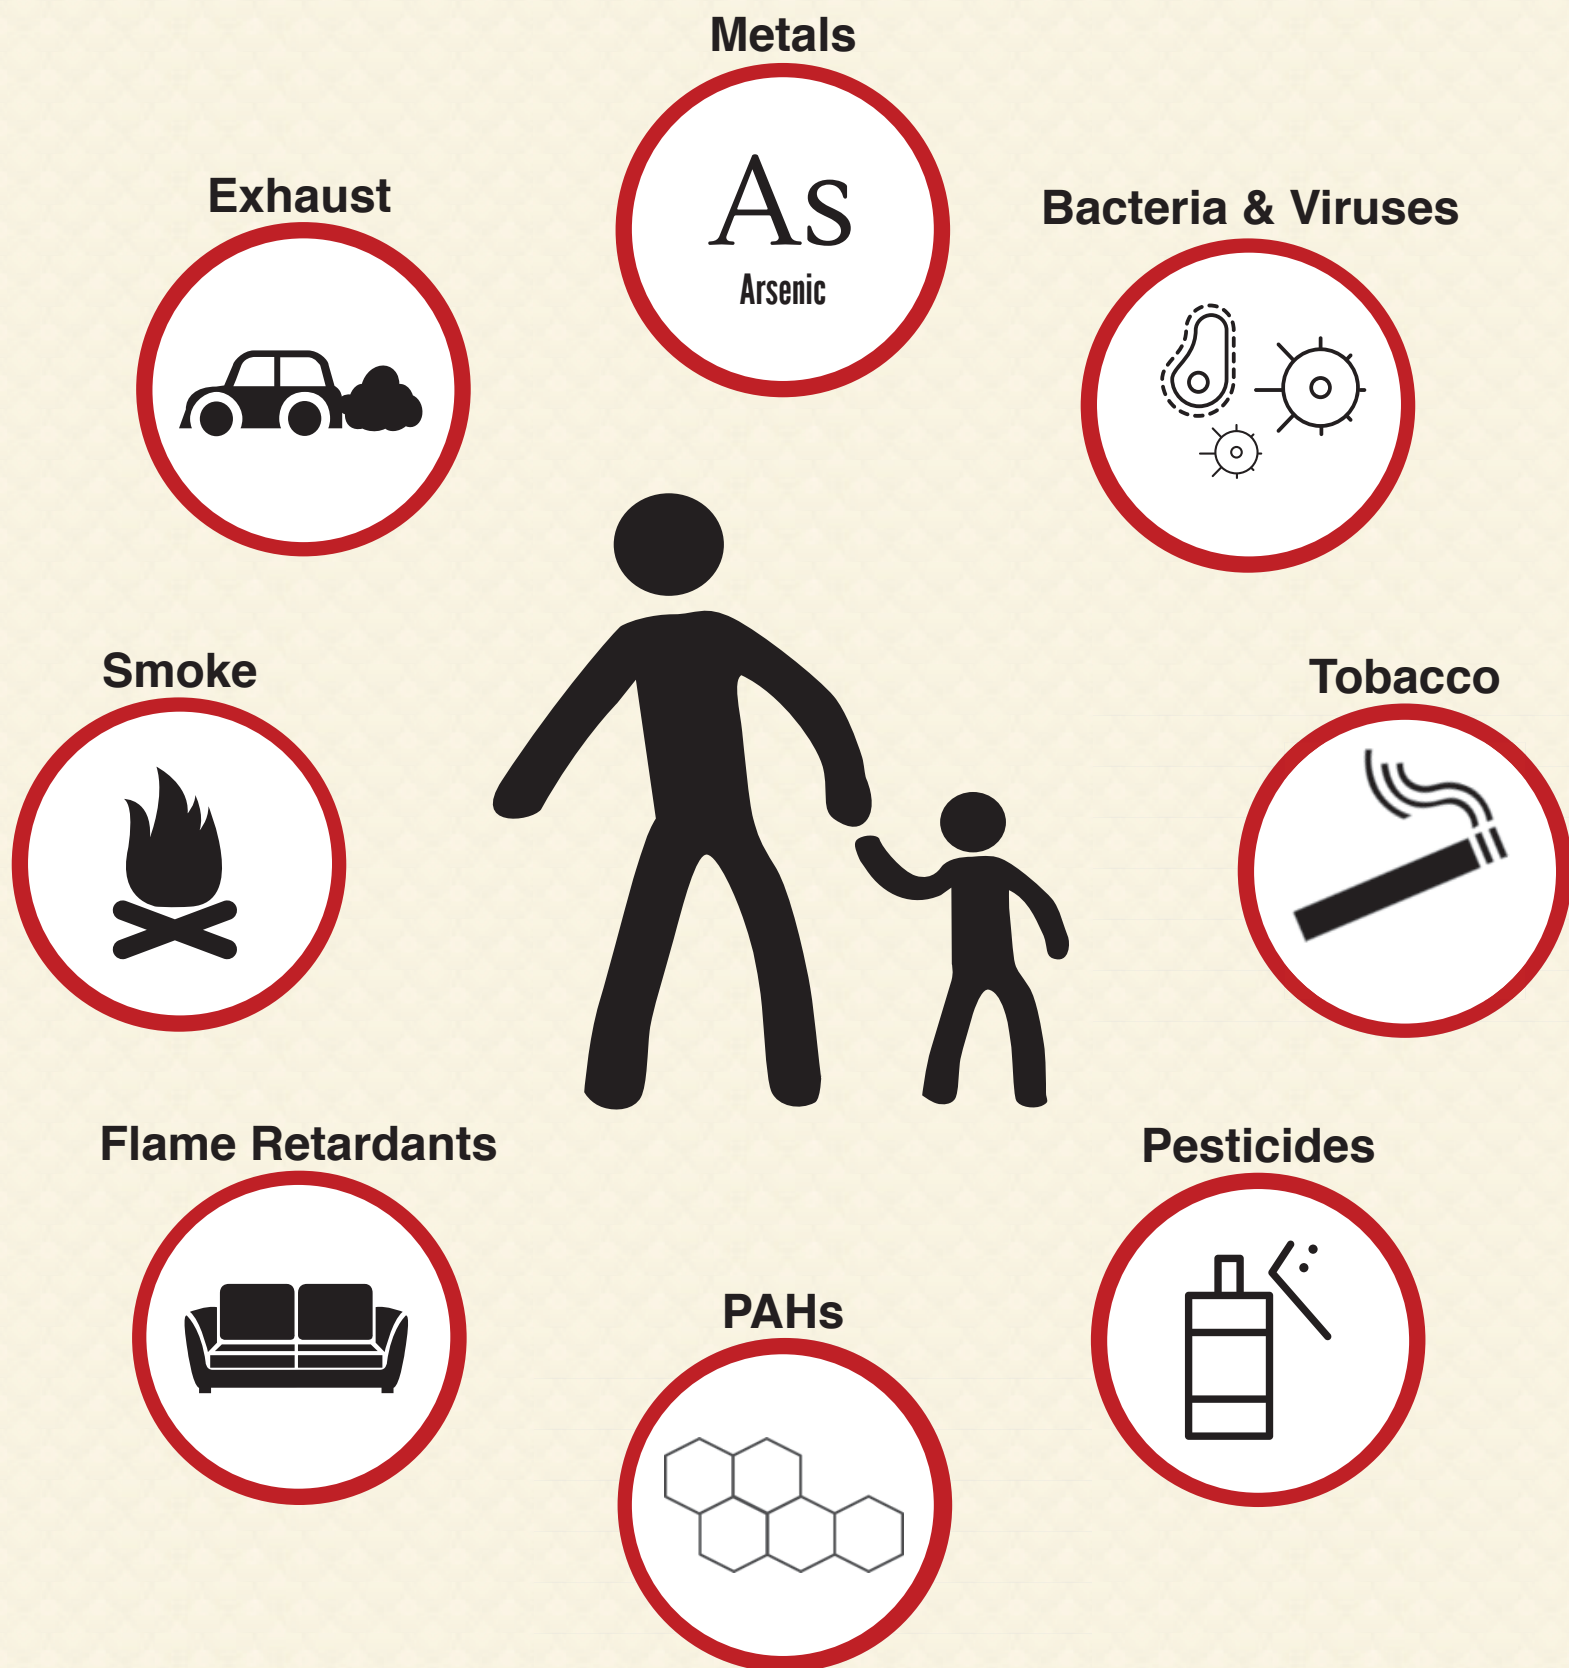 Metals
As
Arsenic
Exhaust
Bacteria & Viruses
Smoke
Tobacco
Flame Retardants
Pesticides
PAHs